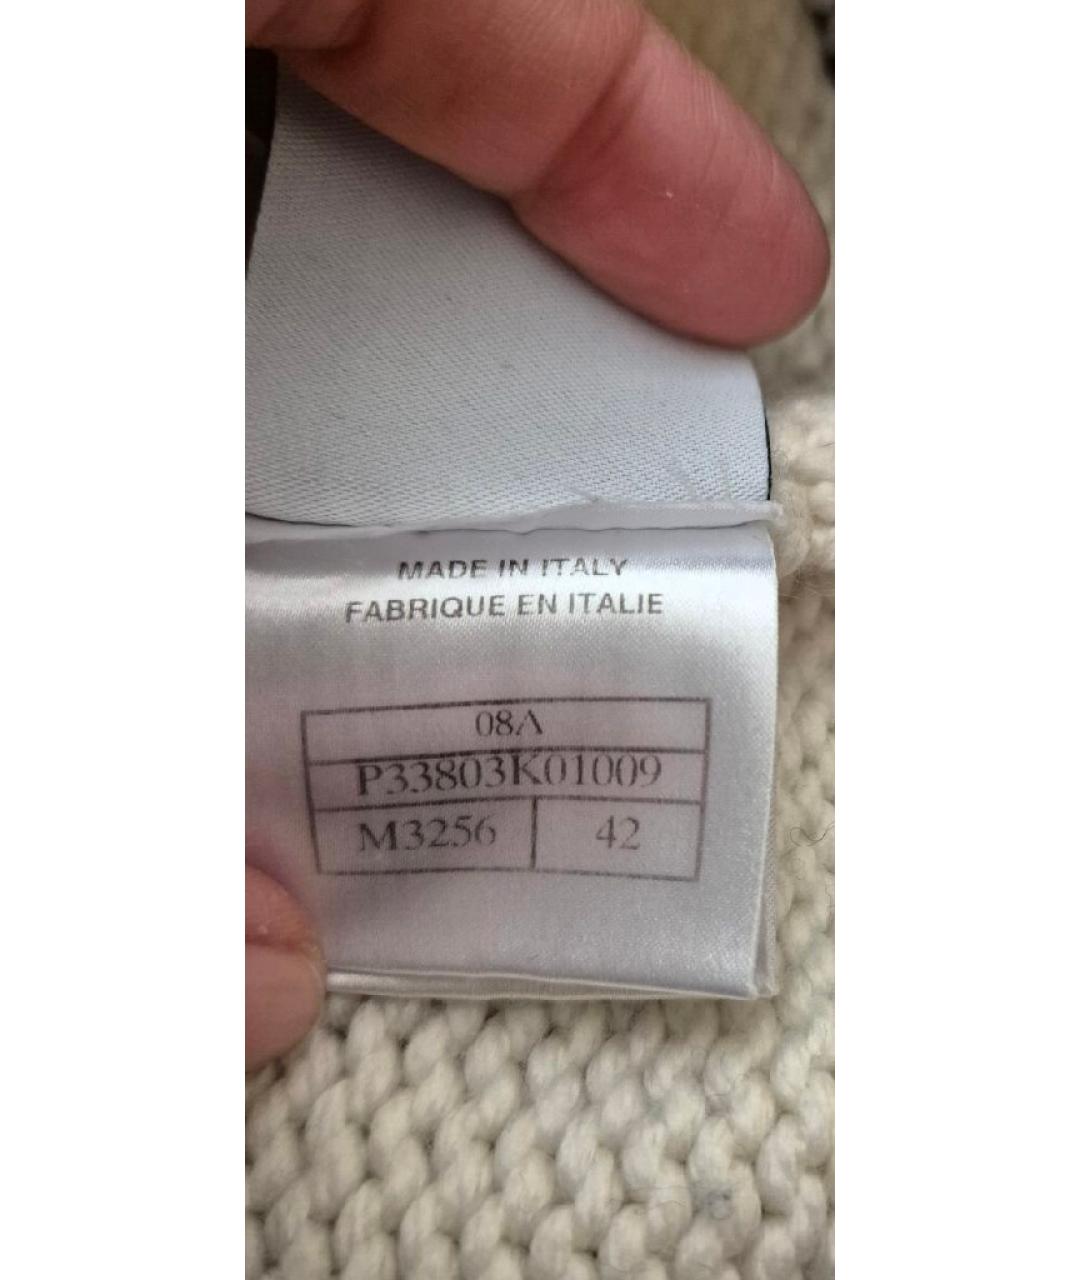 MADE IN ITALY
FABRIQUE EN ITALIE
08A
P33803K01009
M3256 42